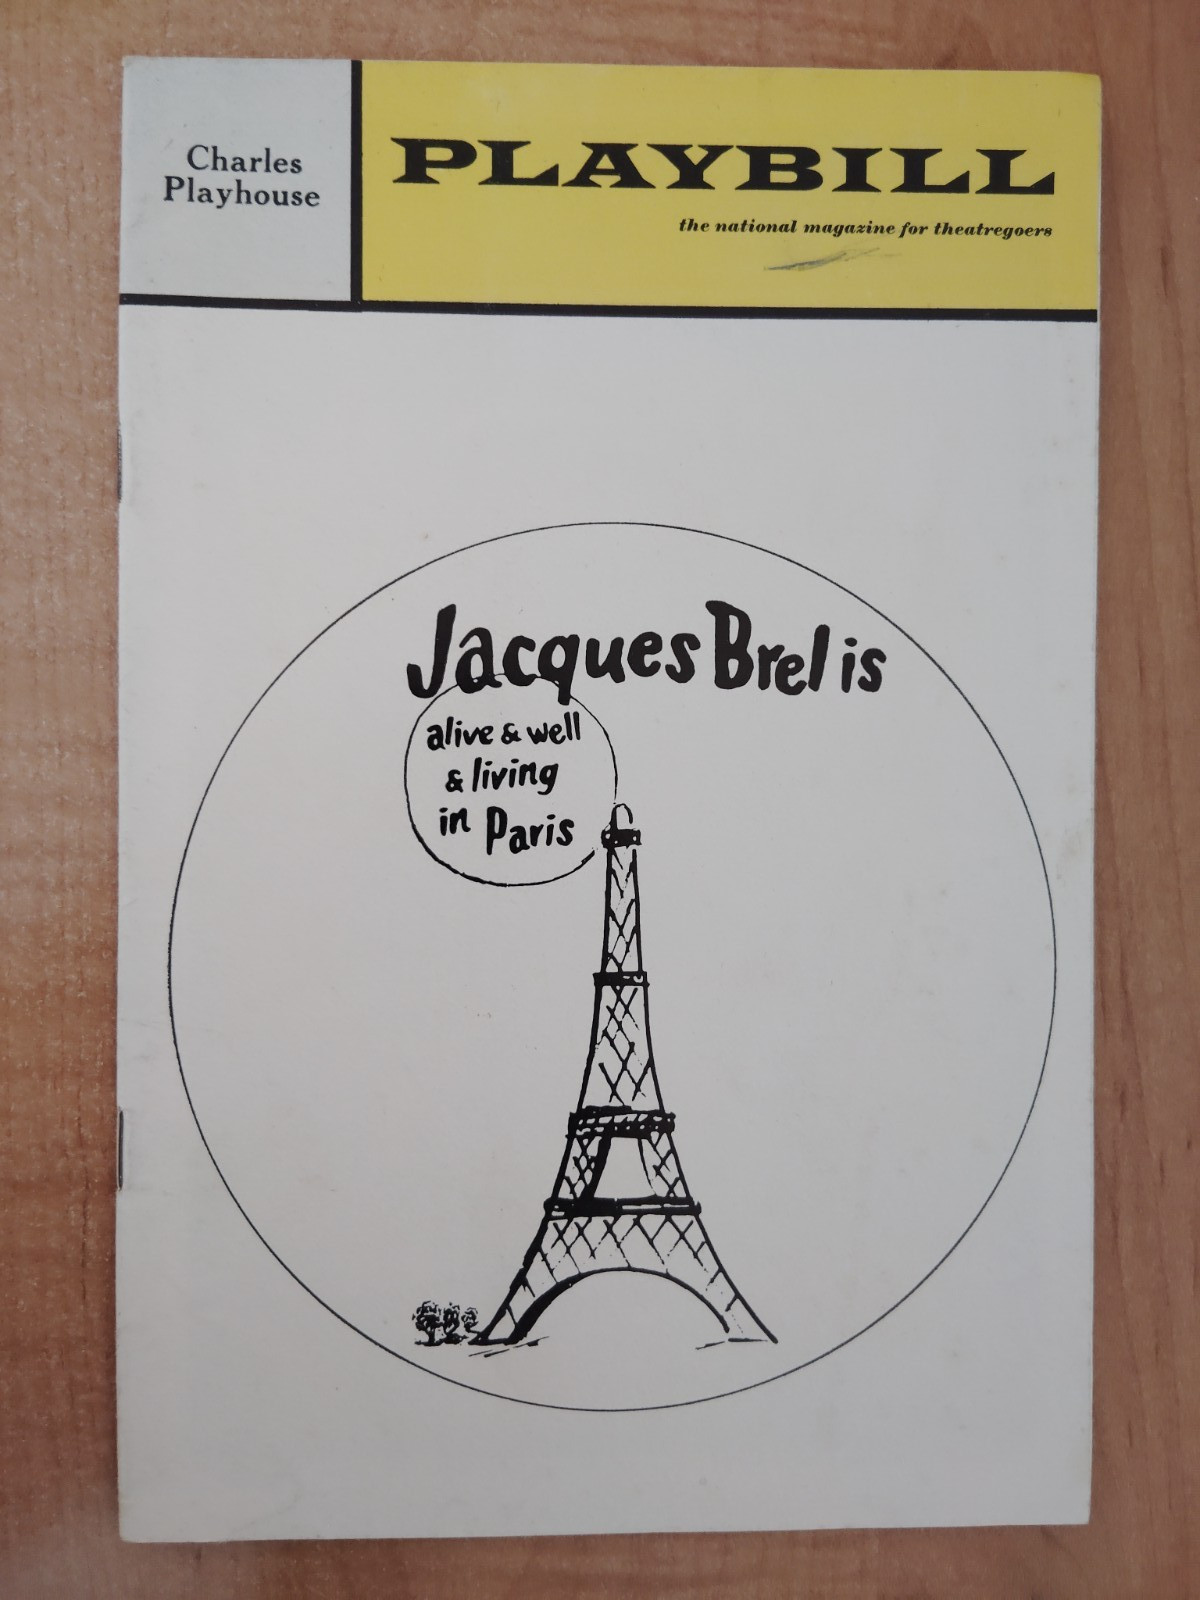 Charles
Playhouse
PLAYBILL
the national magazine for theatregoers
Jacques Brel is
alive & well
& living
in Paris